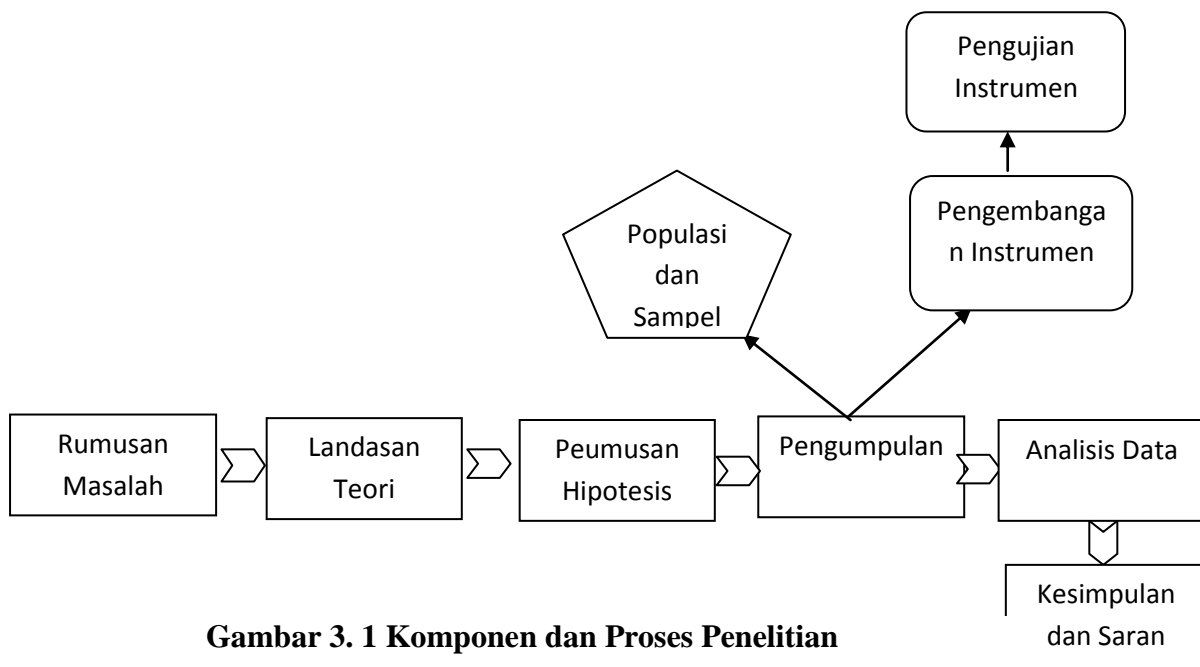 Pengujian
Instrumen
Pengembanga
n Instrumen
Populasi
dan
Sampel
Rumusan
Masalah
Landasan
Teori
Peumusan
Hipotesis
Pengumpulan
Analisis Data
Kesimpulan
dan Saran
Gambar 3. 1 Komponen dan Proses Penelitian